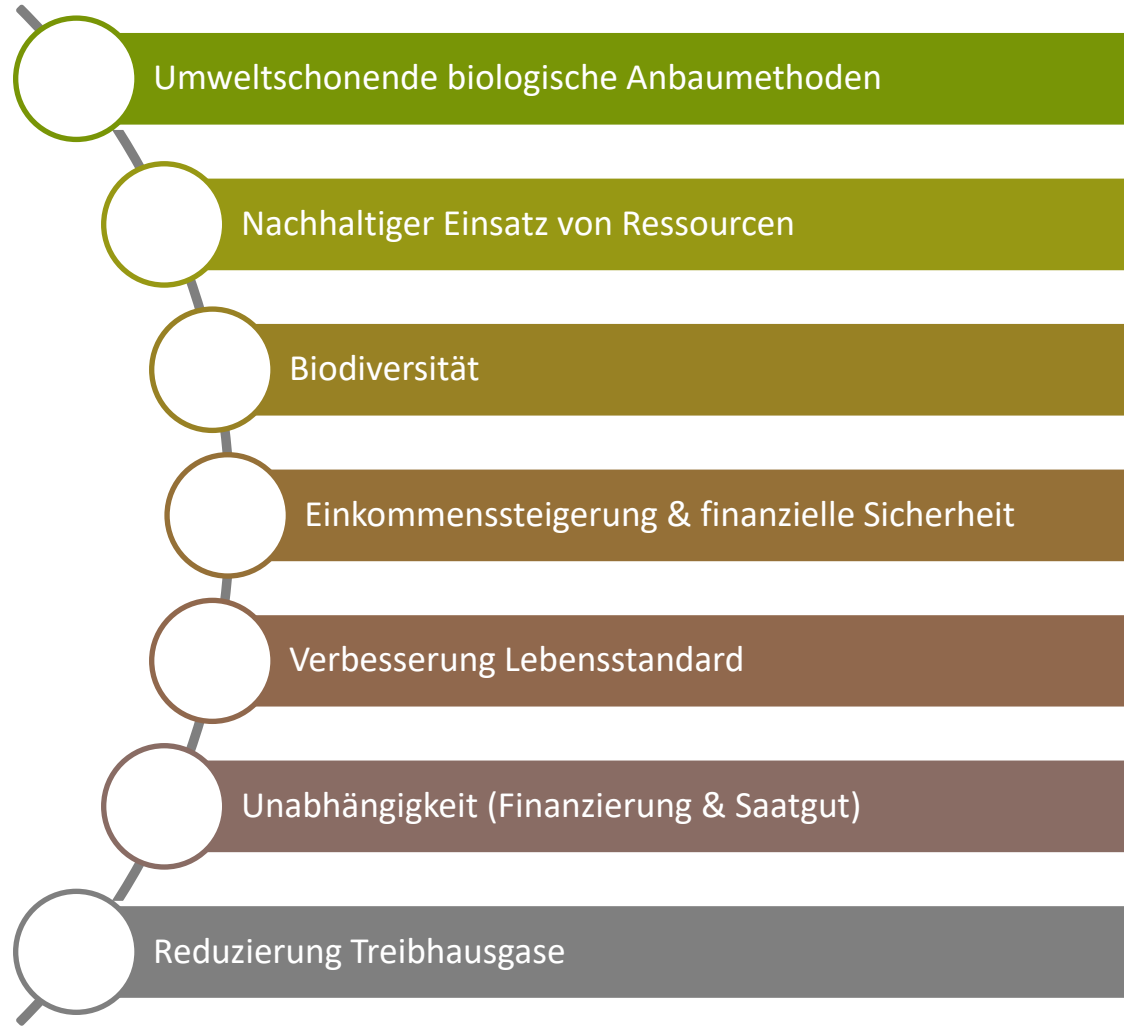 Umweltschonende biologische Anbaumethoden
Nachhaltiger Einsatz von Ressourcen
Biodiversität
Einkommenssteigerung & finanzielle Sicherheit
Verbesserung Lebensstandard
Unabhängigkeit (Finanzierung & Saatgut)
Reduzierung Treibhausgase